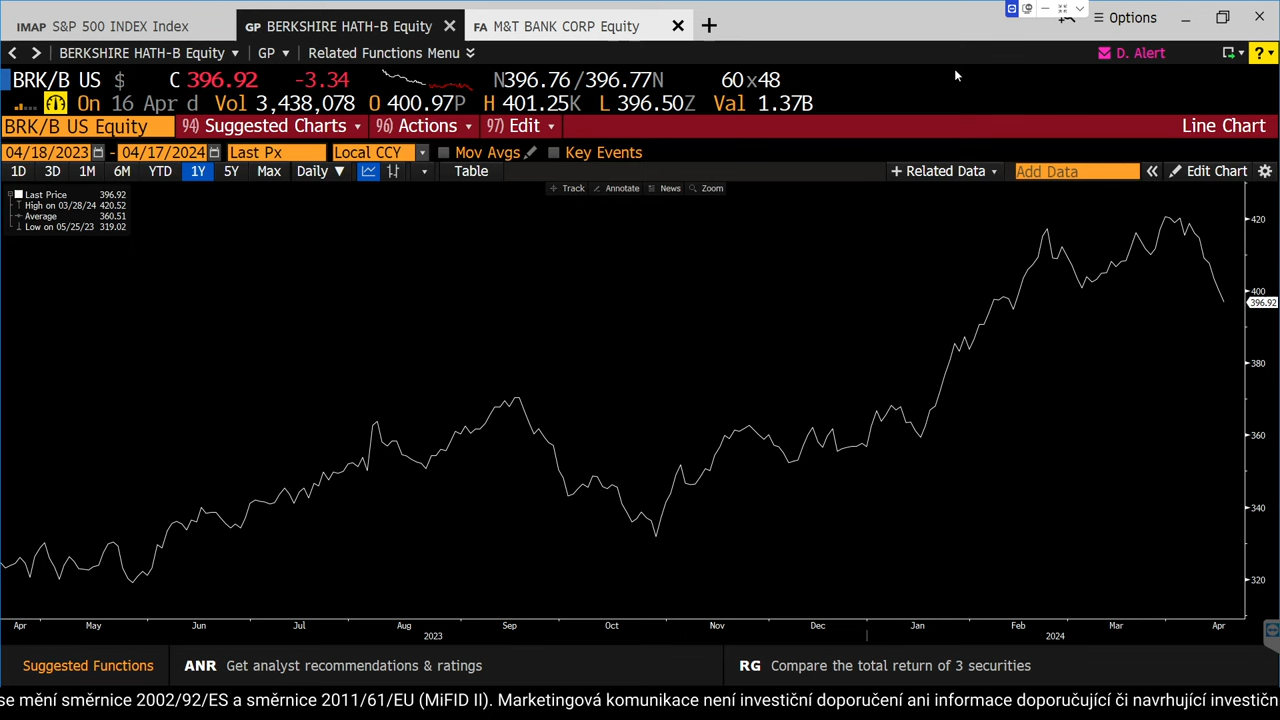 IMAP S&P 500 INDEX Index GP BERKSHIRE HATH-B Equity FA M&T BANK CORP Equity Options
BERKSHIRE HATH-B Equity GP Related Functions Menu D. Alert ?
BRK/B US $ C 396.92 -3.34 N396.76/396.77N 60x48
On 16 Apr d Vol 3,438,078 O 400.97P H 401.25K L 396.50Z Val 1.37B
BRK/B US Equity 94) Suggested Charts 96) Actions 97) Edit Line Chart
04/18/2023 - 04/17/2024 Last Px Local CCY Mov Avgs Key Events
1D 3D 1M 6M YTD 1Y 5Y Max Daily ▼ Table + Related Data Add Data « Edit Chart
Track Annotate News Zoom
Last Price 396.92
High on 03/28/24 420.52
Average 360.51
Low on 05/25/23 319.02
420
400
396.92
380
360
340
320
Apr May Jun Jul Aug Sep Oct Nov Dec Jan Feb Mar Apr
2023 2024
Suggested Functions ANR Get analyst recommendations & ratings RG Compare the total return of 3 securities
se mění směrnice 2002/92/ES a směrnice 2011/61/EU (MiFID II). Marketingová komunikace není investiční doporučení ani informace doporučující či navrhující investičn